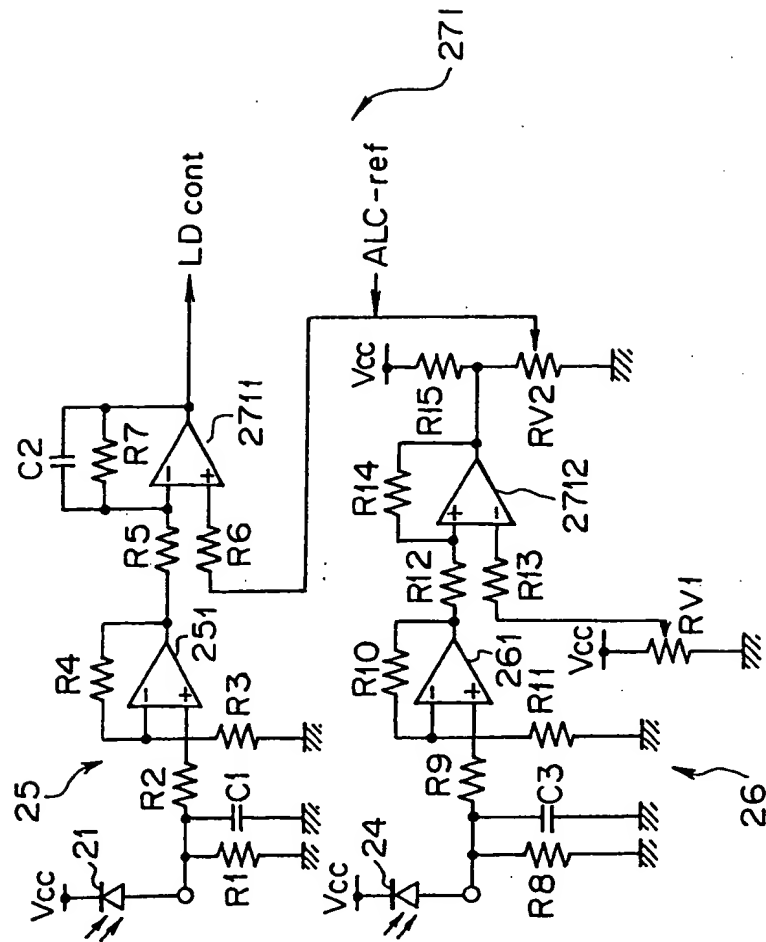 271
LD cont
ALC-ref
C2
R7
−
+
2711
R5
R6
R4
251
−
+
R3
25
R2
C1
R1
Vcc
21
Vcc
R15
RV2
R14
+
−
2712
R12
R13
Vcc
RV1
R10
261
−
+
R11
26
R9
C3
R8
Vcc
24